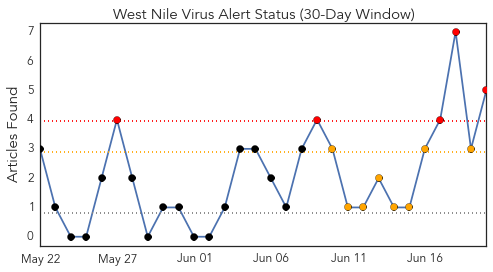 West Nile Virus Alert Status (30-Day Window)
Articles Found
7
6
5
4
3
2
1
0
May 22
May 27
Jun 01
Jun 06
Jun 11
Jun 16